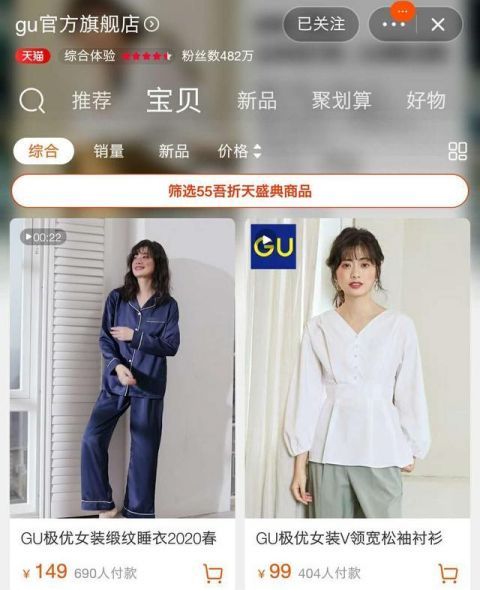 gu官方旗舰店
已关注
天猫 综合体验 粉丝数482万
推荐 宝贝 新品 聚划算 好物
综合 销量 新品 价格
筛选55吾折天盛典商品
00:22
GU
GU极优女装缎纹睡衣2020春
¥149 690人付款
GU极优女装V领宽松袖衬衫
¥99 404人付款